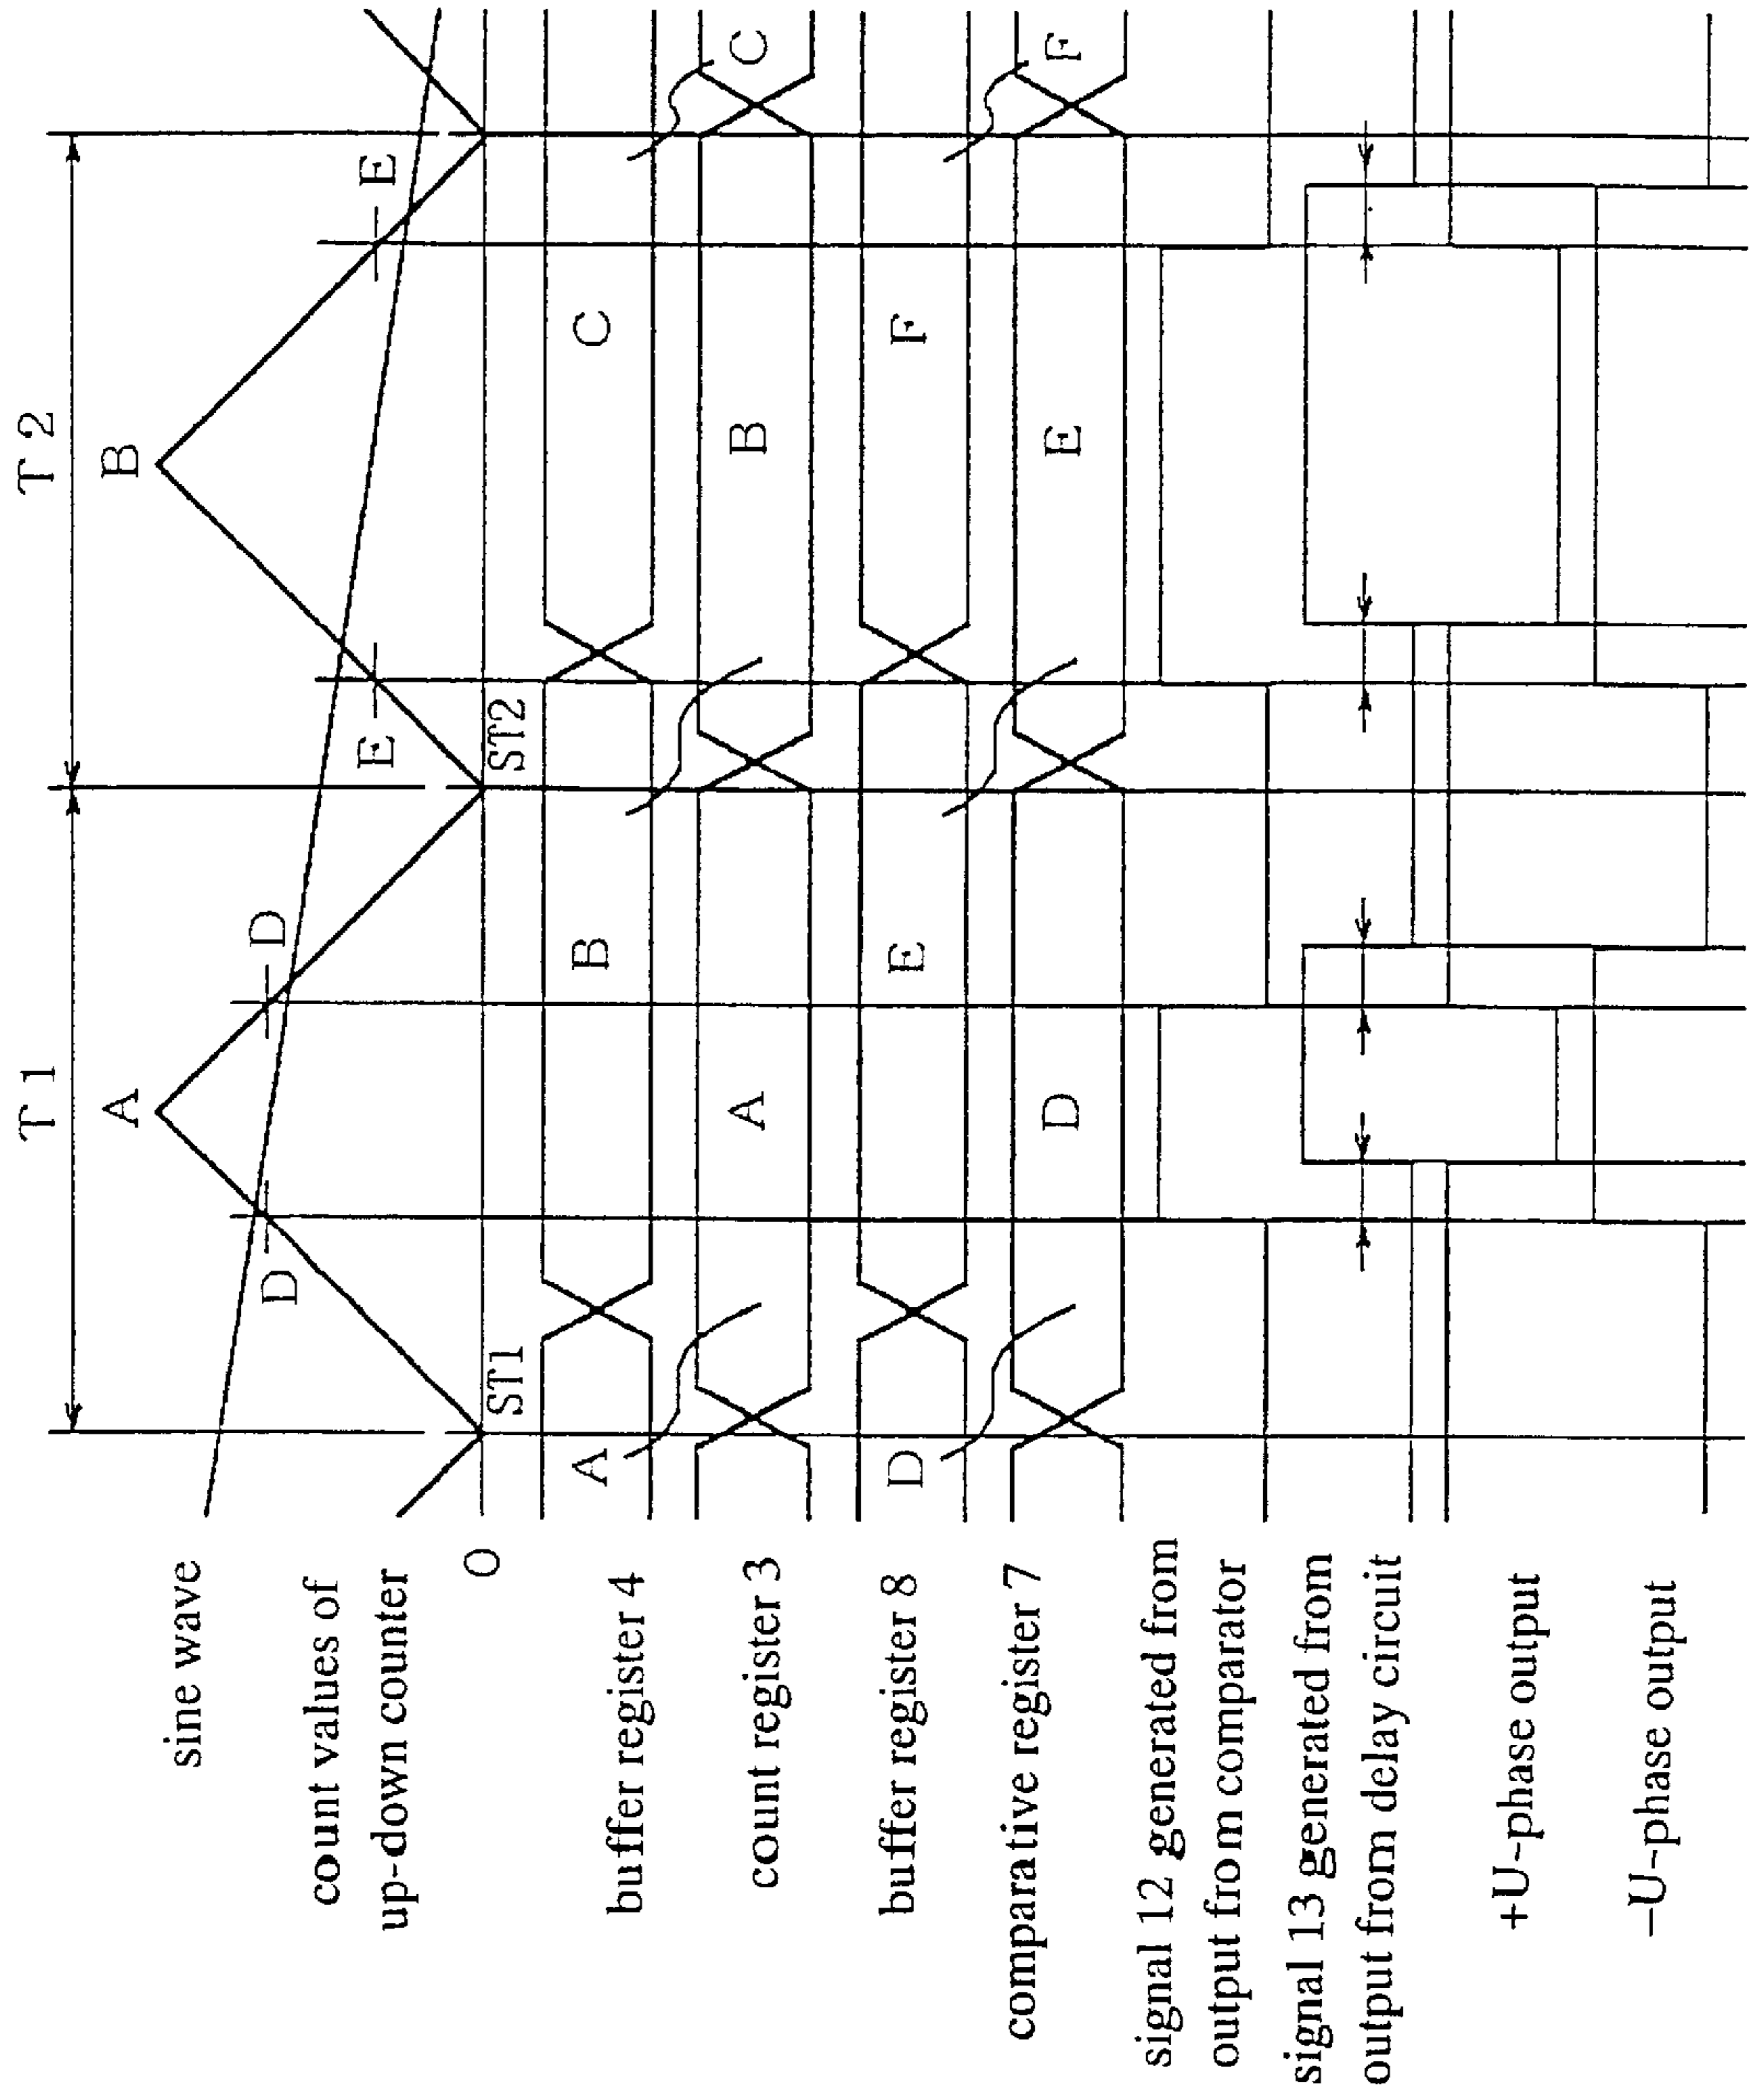 T 1
T 2
A
B
sine wave
D
D
E
E
count values of
up-down counter
0
ST1
ST2
buffer register 4
A
B
C
count register 3
A
B
C
buffer register 8
D
E
F
comparative register 7
D
E
F
signal 12 generated from
output from comparator
signal 13 generated from
output from delay circuit
+U-phase output
−U-phase output